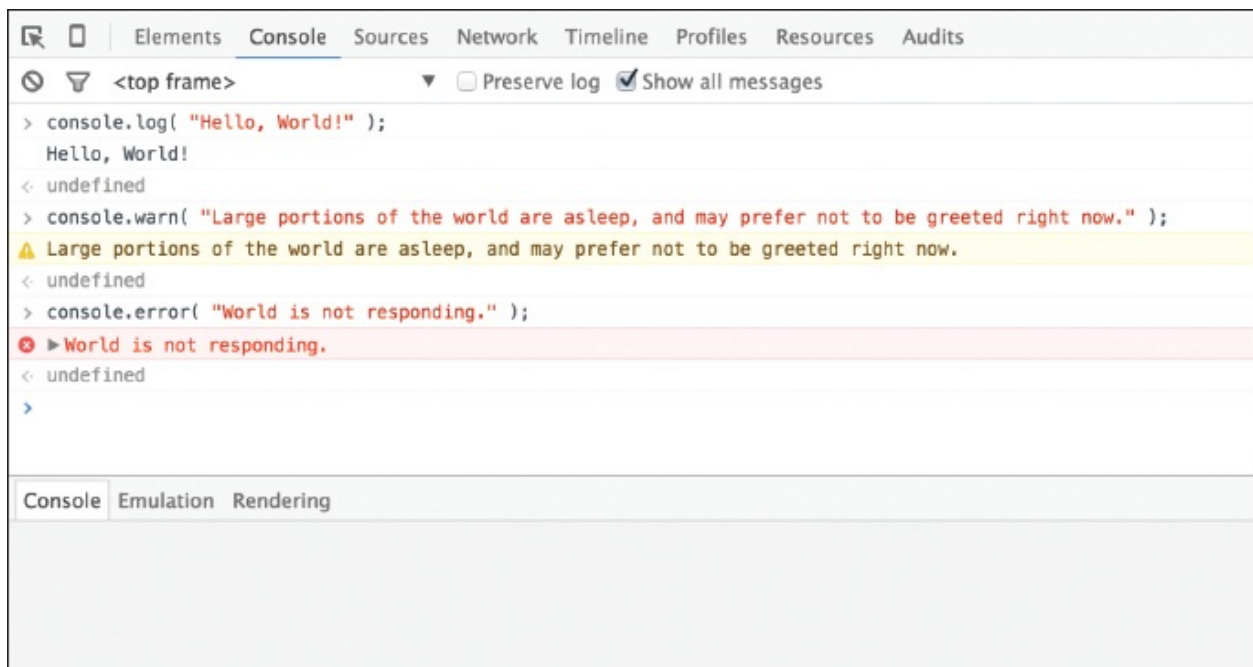 Elements Console Sources Network Timeline Profiles Resources Audits
<top frame> Preserve log Show all messages
> console.log( "Hello, World!" );
Hello, World!
undefined
> console.warn( "Large portions of the world are asleep, and may prefer not to be greeted right now." );
Large portions of the world are asleep, and may prefer not to be greeted right now.
undefined
> console.error( "World is not responding." );
World is not responding.
undefined
>
Console Emulation Rendering